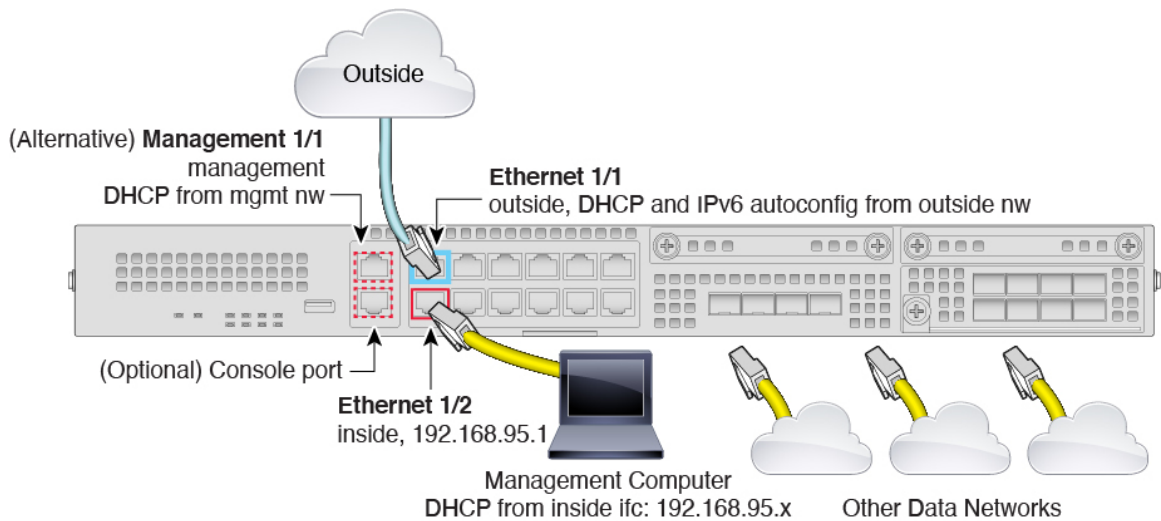 Outside
(Alternative) Management 1/1
management
DHCP from mgmt nw
Ethernet 1/1
outside, DHCP and IPv6 autoconfig from outside nw
(Optional) Console port
Ethernet 1/2
inside, 192.168.95.1
Management Computer
DHCP from inside ifc: 192.168.95.x
Other Data Networks